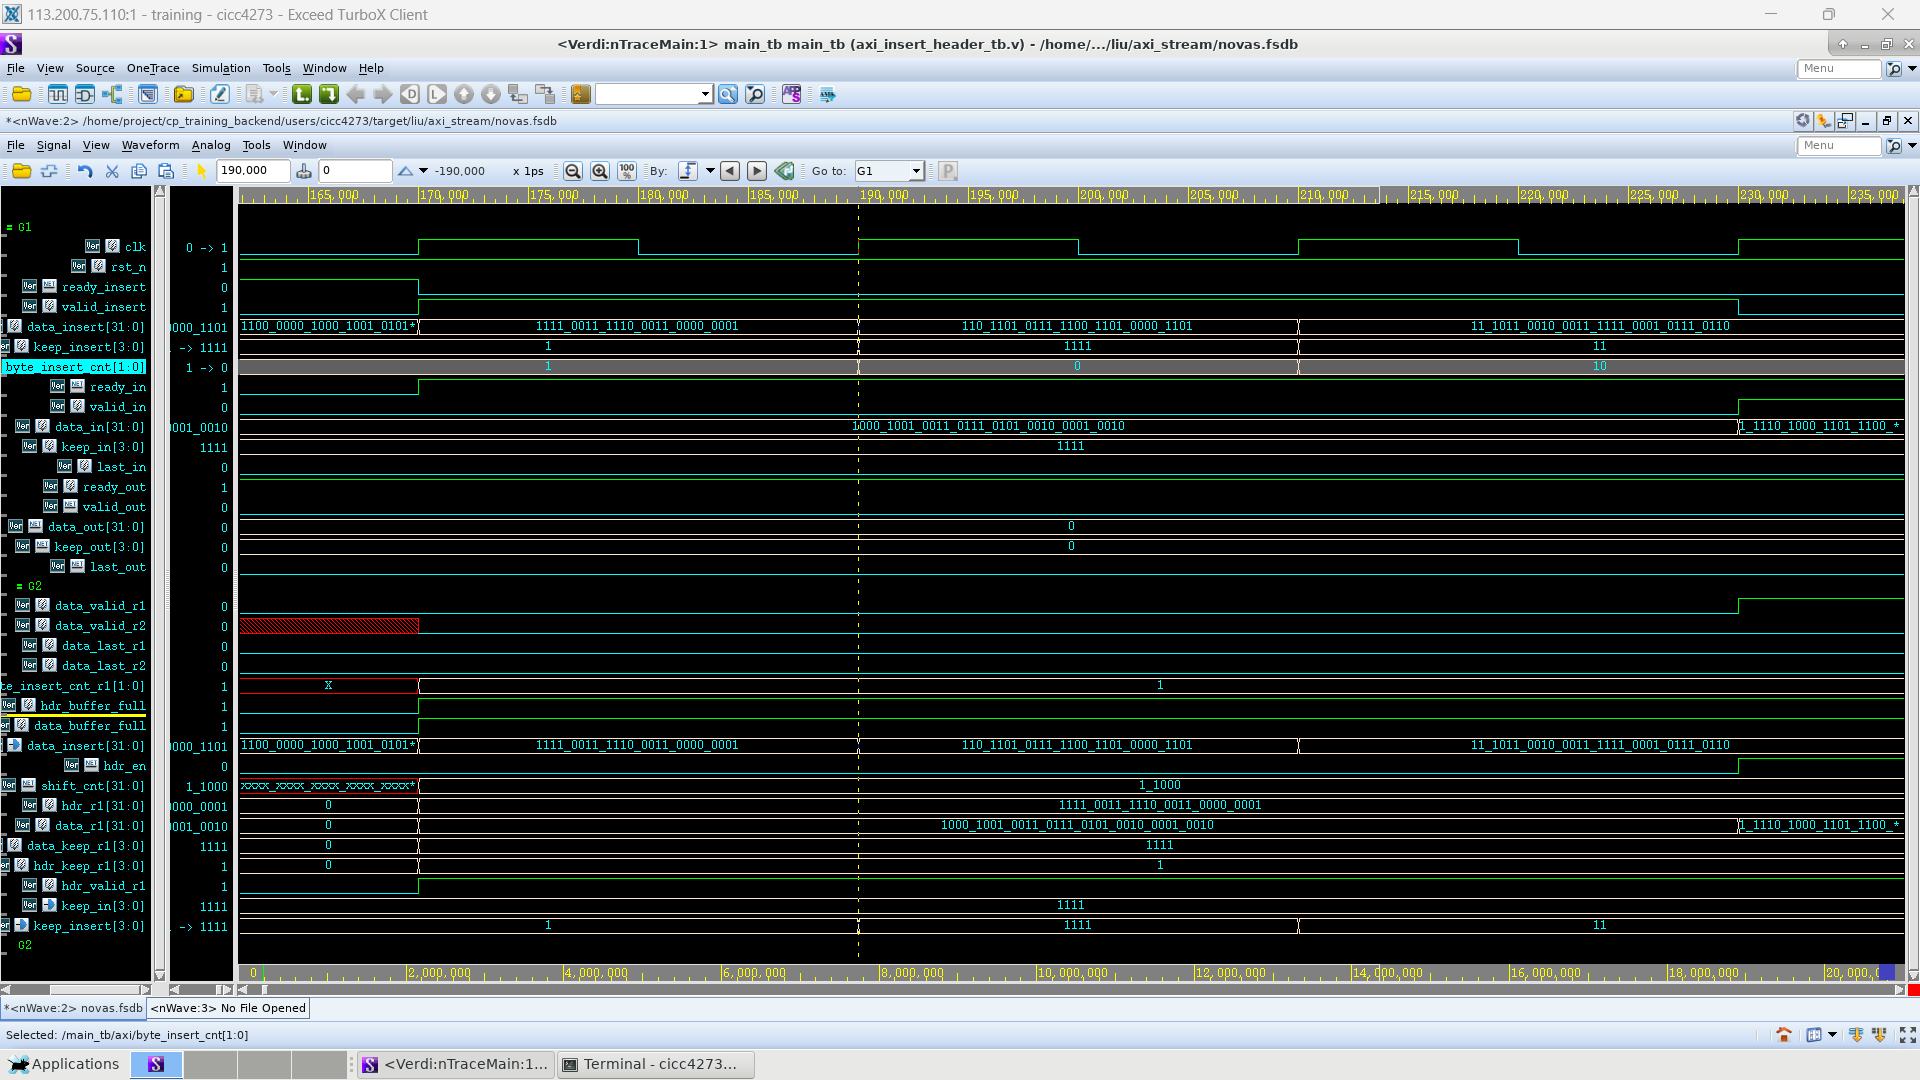 113.200.75.110:1 - training - cicc4273 - Exceed TurboX Client
<Verdi:nTraceMain:1> main_tb main_tb (axi_insert_header_tb.v) - /home/.../liu/axi_stream/novas.fsdb
File View Source OneTrace Simulation Tools Window Help Menu
*<nWave:2> /home/project/cp_training_backend/users/cicc4273/target/liu/axi_stream/novas.fsdb
File Signal View Waveform Analog Tools Window Menu
190,000 0 -190,000 x 1ps 100% By: Go to: G1
165,000 170,000 175,000 180,000 185,000 190,000 195,000 200,000 205,000 210,000 215,000 220,000 225,000 230,000 235,000
= G1
clk 0 -> 1
rst_n 1
ready_insert 0
valid_insert 1
data_insert[31:0] 0000_1101 1100_0000_1000_1001_0101* 1111_0011_1110_0011_0000_0001 110_1101_0111_1100_1101_0000_1101 11_1011_0010_0011_1111_0001_0111_0110
keep_insert[3:0] -> 1111 1 1111 11
byte_insert_cnt[1:0] 1 -> 0 1 0 10
ready_in 1
valid_in 0
data_in[31:0] 0001_0010 1000_1001_0011_0111_0101_0010_0001_0010 1_1110_1000_1101_1100_*
keep_in[3:0] 1111 1111
last_in 0
ready_out 1
valid_out 0
data_out[31:0] 0 0
keep_out[3:0] 0 0
last_out 0
= G2
data_valid_r1 0
data_valid_r2 0
data_last_r1 0
data_last_r2 0
te_insert_cnt_r1[1:0] 1 X 1
hdr_buffer_full 1
data_buffer_full 1
data_insert[31:0] 0000_1101 1100_0000_1000_1001_0101* 1111_0011_1110_0011_0000_0001 110_1101_0111_1100_1101_0000_1101 11_1011_0010_0011_1111_0001_0111_0110
hdr_en 0
shift_cnt[31:0] 1_1000 xxxx_xxxx_xxxx_xxxx_xxxx* 1_1000
hdr_r1[31:0] 0000_0001 0 1111_0011_1110_0011_0000_0001
data_r1[31:0] 0001_0010 0 1000_1001_0011_0111_0101_0010_0001_0010 1_1110_1000_1101_1100_*
data_keep_r1[3:0] 1111 0 1111
hdr_keep_r1[3:0] 1 0 1
hdr_valid_r1 1
keep_in[3:0] 1111 1111
keep_insert[3:0] -> 1111 1 1111 11
G2
0 2,000,000 4,000,000 6,000,000 8,000,000 10,000,000 12,000,000 14,000,000 16,000,000 18,000,000
*<nWave:2> novas.fsdb <nWave:3> No File Opened
Selected: /main_tb/axi/byte_insert_cnt[1:0]
Applications <Verdi:nTraceMain:1... Terminal - cicc4273...